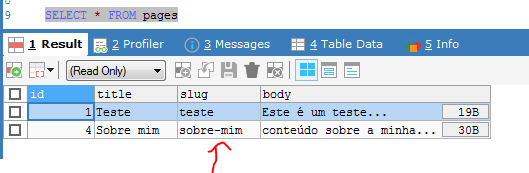 9 SELECT * FROM pages
1 Result 2 Profiler 3 Messages 4 Table Data 5 Info
(Read Only)
id title slug body
1 Teste teste Este é um teste... 19B
4 Sobre mim sobre-mim conteúdo sobre a minha... 30B